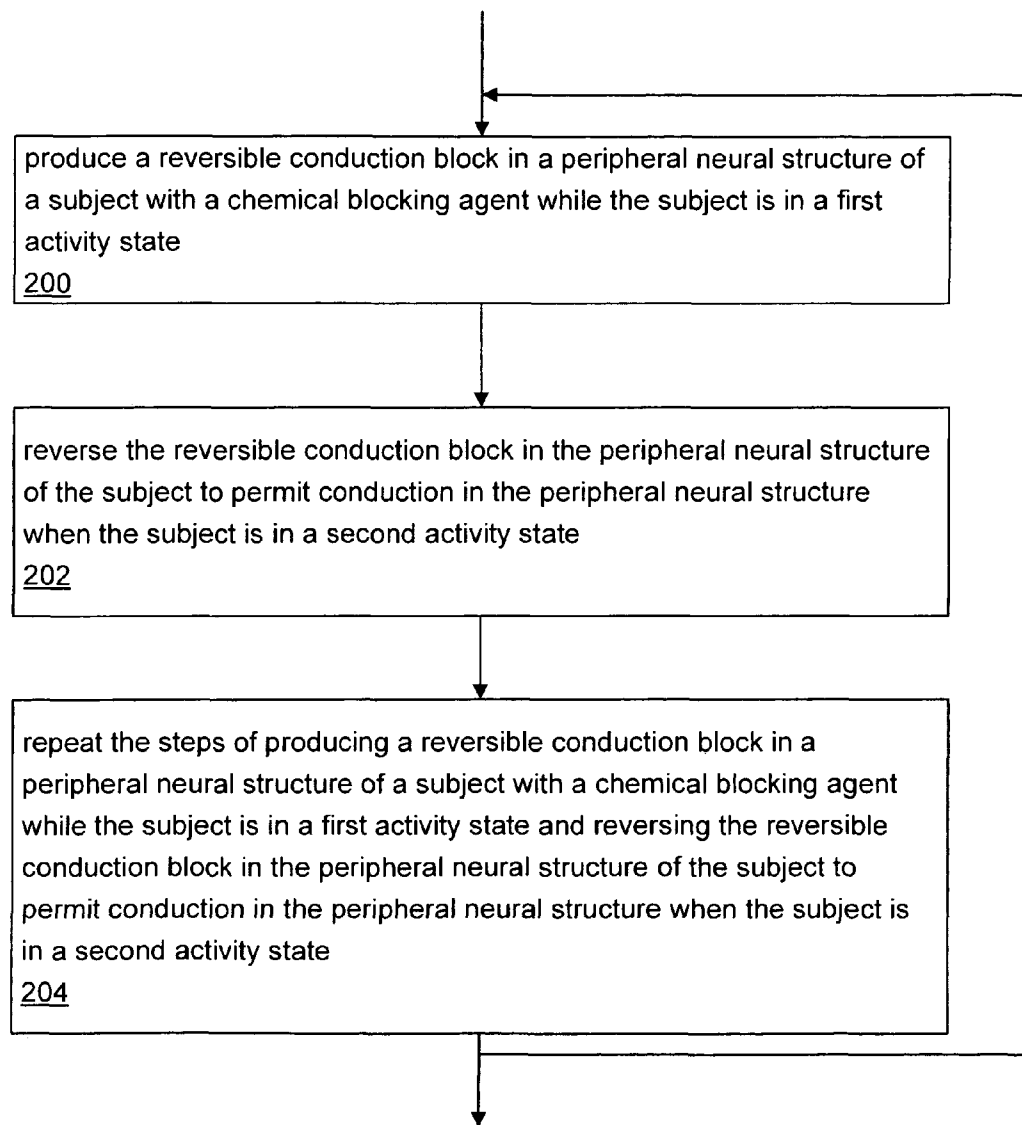 produce a reversible conduction block in a peripheral neural structure of
a subject with a chemical blocking agent while the subject is in a first
activity state
200
reverse the reversible conduction block in the peripheral neural structure
of the subject to permit conduction in the peripheral neural structure
when the subject is in a second activity state
202
repeat the steps of producing a reversible conduction block in a
peripheral neural structure of a subject with a chemical blocking agent
while the subject is in a first activity state and reversing the reversible
conduction block in the peripheral neural structure of the subject to
permit conduction in the peripheral neural structure when the subject is
in a second activity state
204